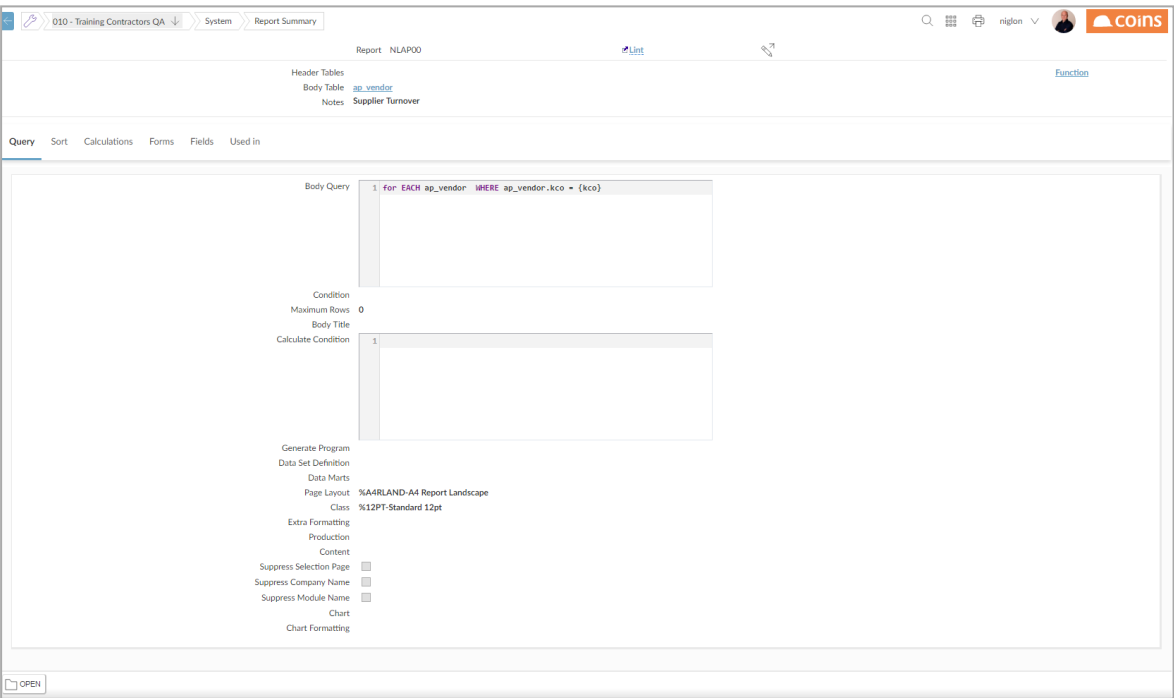 010 - Training Contractors QA System Report Summary niglon coins
Report NLAP00 Lint
Header Tables Function
Body Table ap_vendor
Notes Supplier Turnover
Query Sort Calculations Forms Fields Used in
Body Query 1 for EACH ap_vendor WHERE ap_vendor.kco = {kco}
Condition
Maximum Rows 0
Body Title
Calculate Condition 1
Generate Program
Data Set Definition
Data Marts
Page Layout %A4RLAND-A4 Report Landscape
Class %12PT-Standard 12pt
Extra Formatting
Production
Content
Suppress Selection Page
Suppress Company Name
Suppress Module Name
Chart
Chart Formatting
OPEN